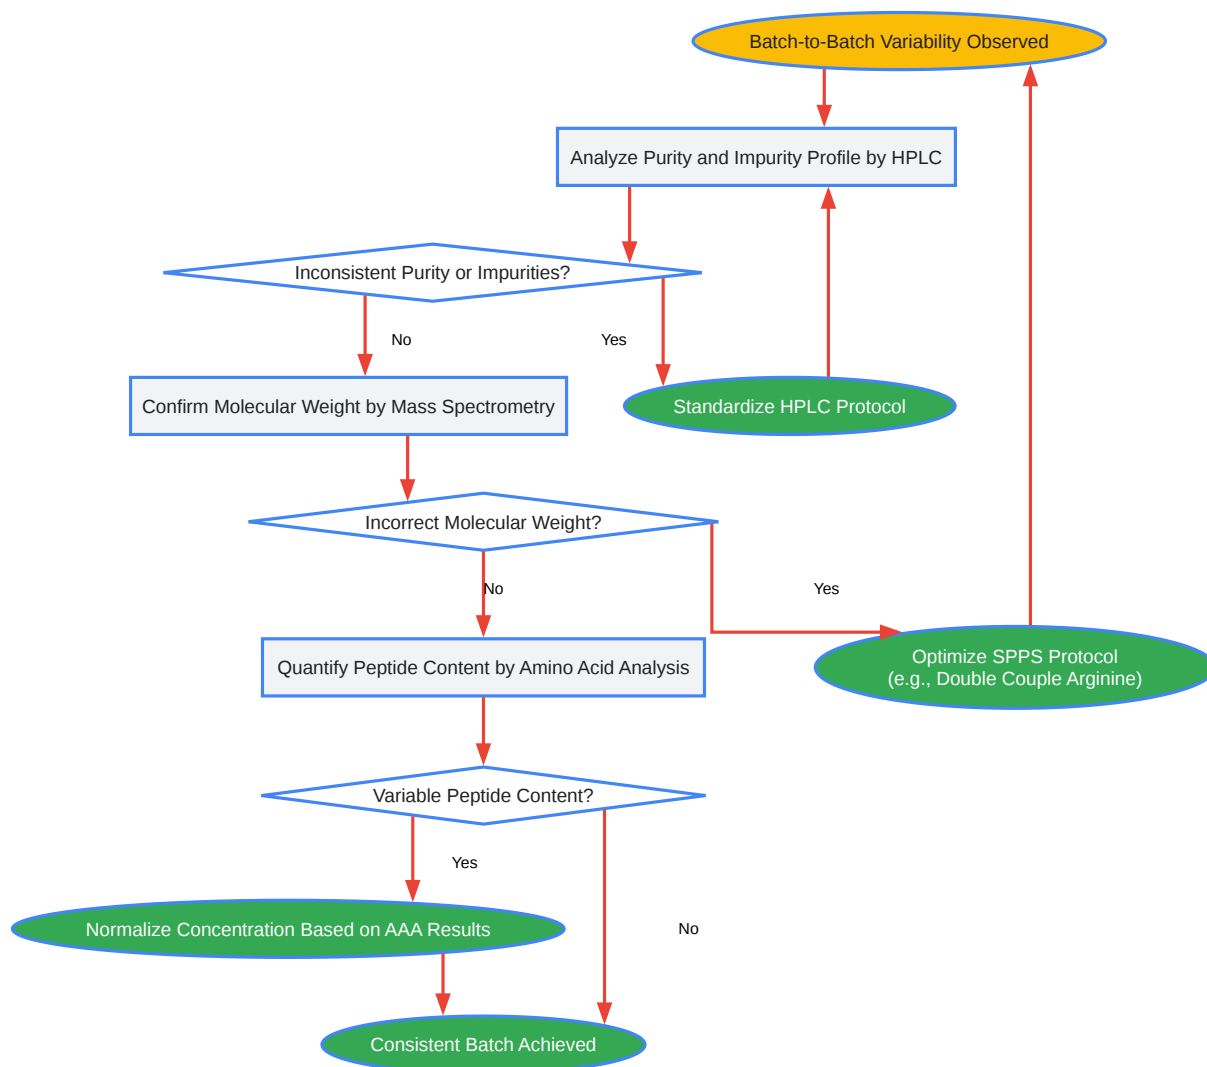 Batch-to-Batch Variability Observed
Analyze Purity and Impurity Profile by HPLC
Inconsistent Purity or Impurities?
No
Yes
Confirm Molecular Weight by Mass Spectrometry
Standardize HPLC Protocol
Incorrect Molecular Weight?
No
Yes
Quantify Peptide Content by Amino Acid Analysis
Optimize SPPS Protocol
(e.g., Double Couple Arginine)
Variable Peptide Content?
Yes
No
Normalize Concentration Based on AAA Results
Consistent Batch Achieved